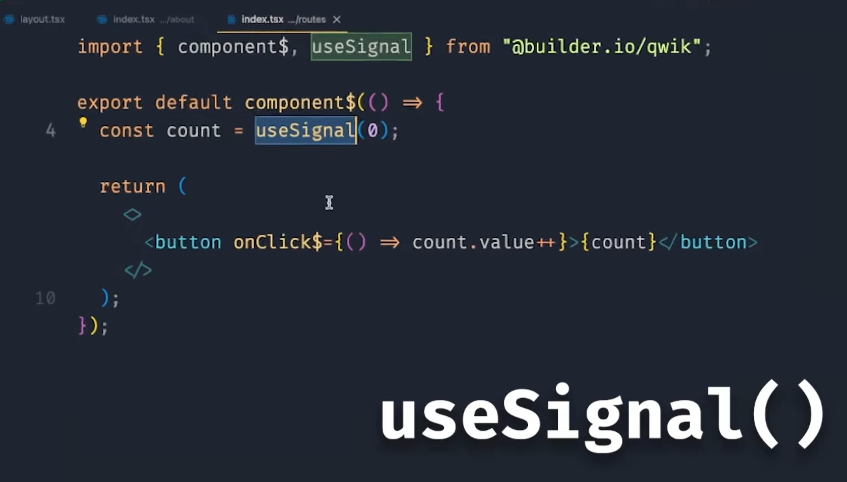 layout.tsx index.tsx .../about index.tsx .../routes ×
import { component$, useSignal } from "@builder.io/qwik";
export default component$(() => {
4 const count = useSignal(0);
return (
<>
<button onClick$={() => count.value++}>{count}</button>
</>
10 );
});
useSignal()